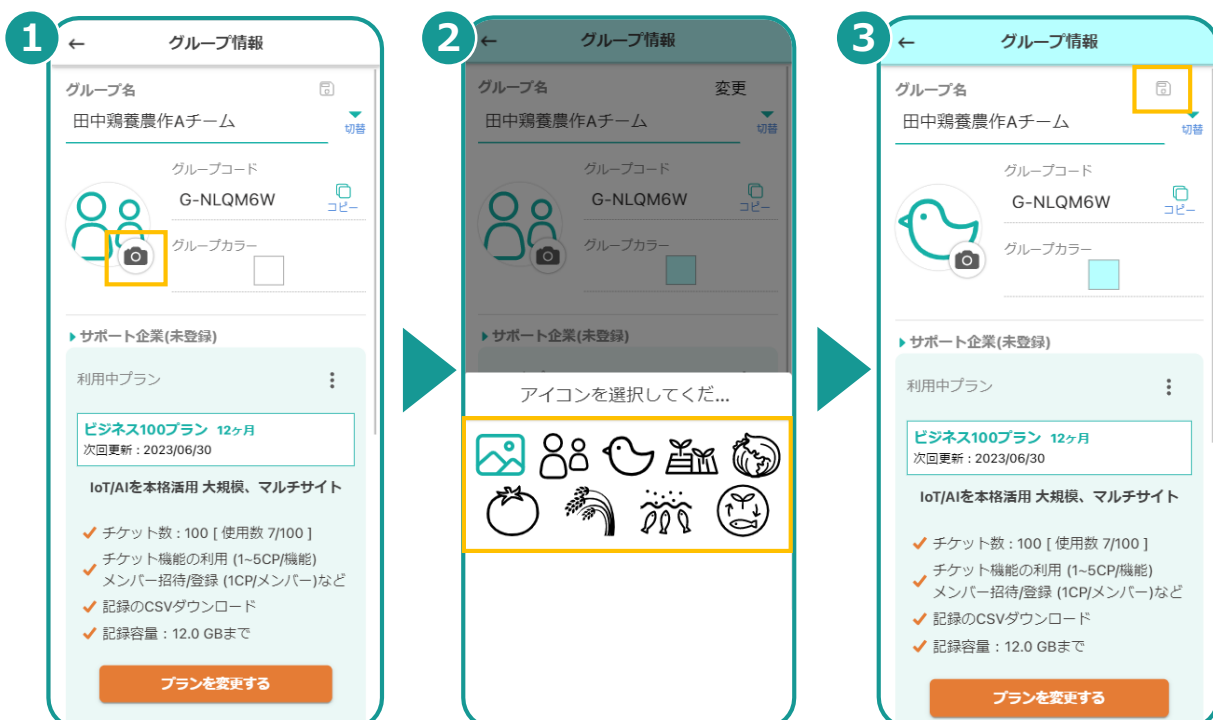 1
← グループ情報
グループ名
田中鶏養農作Aチーム
切替
グループコード
G-NLQM6W
コピー
グループカラー
サポート企業(未登録)
利用中プラン
ビジネス100プラン 12ヶ月
次回更新：2023/06/30
IoT/AIを本格活用 大規模、マルチサイト
チケット数：100 [ 使用数 7/100 ]
チケット機能の利用 (1~5CP/機能)
メンバー招待/登録 (1CP/メンバー)など
記録のCSVダウンロード
記録容量：12.0 GBまで
プランを変更する
2
← グループ情報
グループ名 変更
田中鶏養農作Aチーム
切替
グループコード
G-NLQM6W
コピー
グループカラー
サポート企業(未登録)
アイコンを選択してくだ...
3
← グループ情報
グループ名
田中鶏養農作Aチーム
切替
グループコード
G-NLQM6W
コピー
グループカラー
サポート企業(未登録)
利用中プラン
ビジネス100プラン 12ヶ月
次回更新：2023/06/30
IoT/AIを本格活用 大規模、マルチサイト
チケット数：100 [ 使用数 7/100 ]
チケット機能の利用 (1~5CP/機能)
メンバー招待/登録 (1CP/メンバー)など
記録のCSVダウンロード
記録容量：12.0 GBまで
プランを変更する